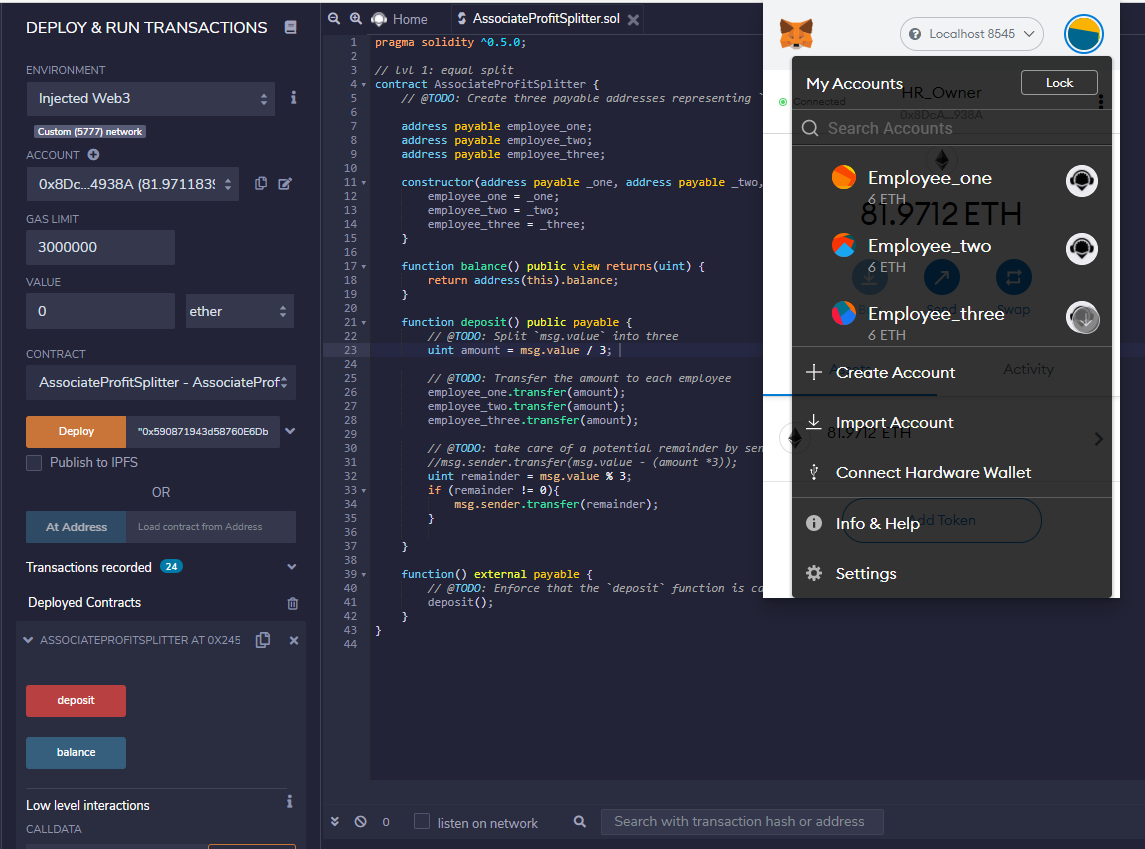 DEPLOY & RUN TRANSACTIONS
ENVIRONMENT
Injected Web3
Custom (5777) network
ACCOUNT
0x8Dc...4938A (81.9711839
GAS LIMIT
3000000
VALUE
0
ether
CONTRACT
AssociateProfitSplitter - AssociateProf
Deploy
"0x590871943d58760E6Db
Publish to IPFS
OR
At Address
Load contract from Address
Transactions recorded 24
Deployed Contracts
ASSOCIATEPROFITSPLITTER AT 0X245
deposit
balance
Low level interactions
CALLDATA
Home
AssociateProfitSplitter.sol
1 pragma solidity ^0.5.0;
2
3 // lvl 1: equal split
4 contract AssociateProfitSplitter {
5 // @TODO: Create three payable addresses representing `
6
7 address payable employee_one;
8 address payable employee_two;
9 address payable employee_three;
10
11 constructor(address payable _one, address payable _two,
12 employee_one = _one;
13 employee_two = _two;
14 employee_three = _three;
15 }
16
17 function balance() public view returns(uint) {
18 return address(this).balance;
19 }
20
21 function deposit() public payable {
22 // @TODO: Split `msg.value` into three
23 uint amount = msg.value / 3;
24
25 // @TODO: Transfer the amount to each employee
26 employee_one.transfer(amount);
27 employee_two.transfer(amount);
28 employee_three.transfer(amount);
29
30 // @TODO: take care of a potential remainder by sen
31 //msg.sender.transfer(msg.value - (amount *3));
32 uint remainder = msg.value % 3;
33 if (remainder != 0){
34 msg.sender.transfer(remainder);
35 }
36
37 }
38
39 function() external payable {
40 // @TODO: Enforce that the `deposit` function is ca
41 deposit();
42 }
43 }
44
0
listen on network
Search with transaction hash or address
Localhost 8545
My Accounts
Lock
Connected
HR_Owner
0x8DcA...938A
Search Accounts
Employee_one
6 ETH
81.9712 ETH
Employee_two
6 ETH
Send
Swap
Employee_three
6 ETH
Create Account
Activity
Import Account
81.9712 ETH
Connect Hardware Wallet
Info & Help
Add Token
Settings